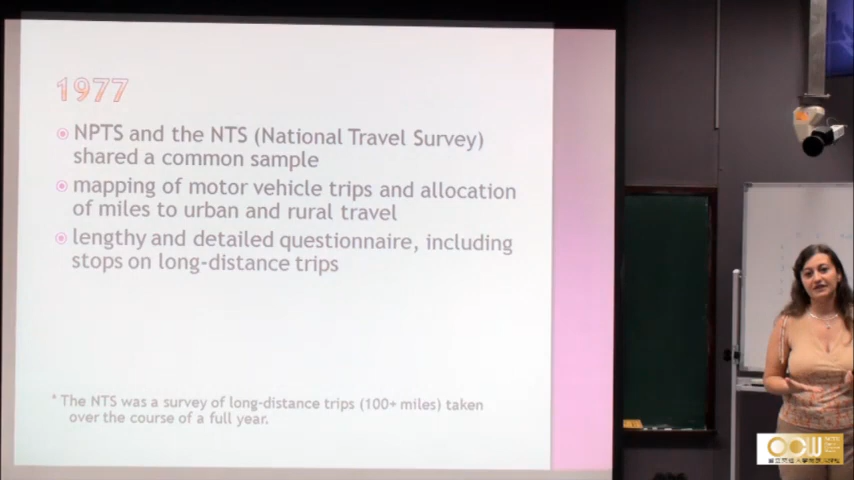 1977
NPTS and the NTS (National Travel Survey)
shared a common sample
mapping of motor vehicle trips and allocation
of miles to urban and rural travel
lengthy and detailed questionnaire, including
stops on long-distance trips
* The NTS was a survey of long-distance trips (100+ miles) taken
over the course of a full year.
OCW